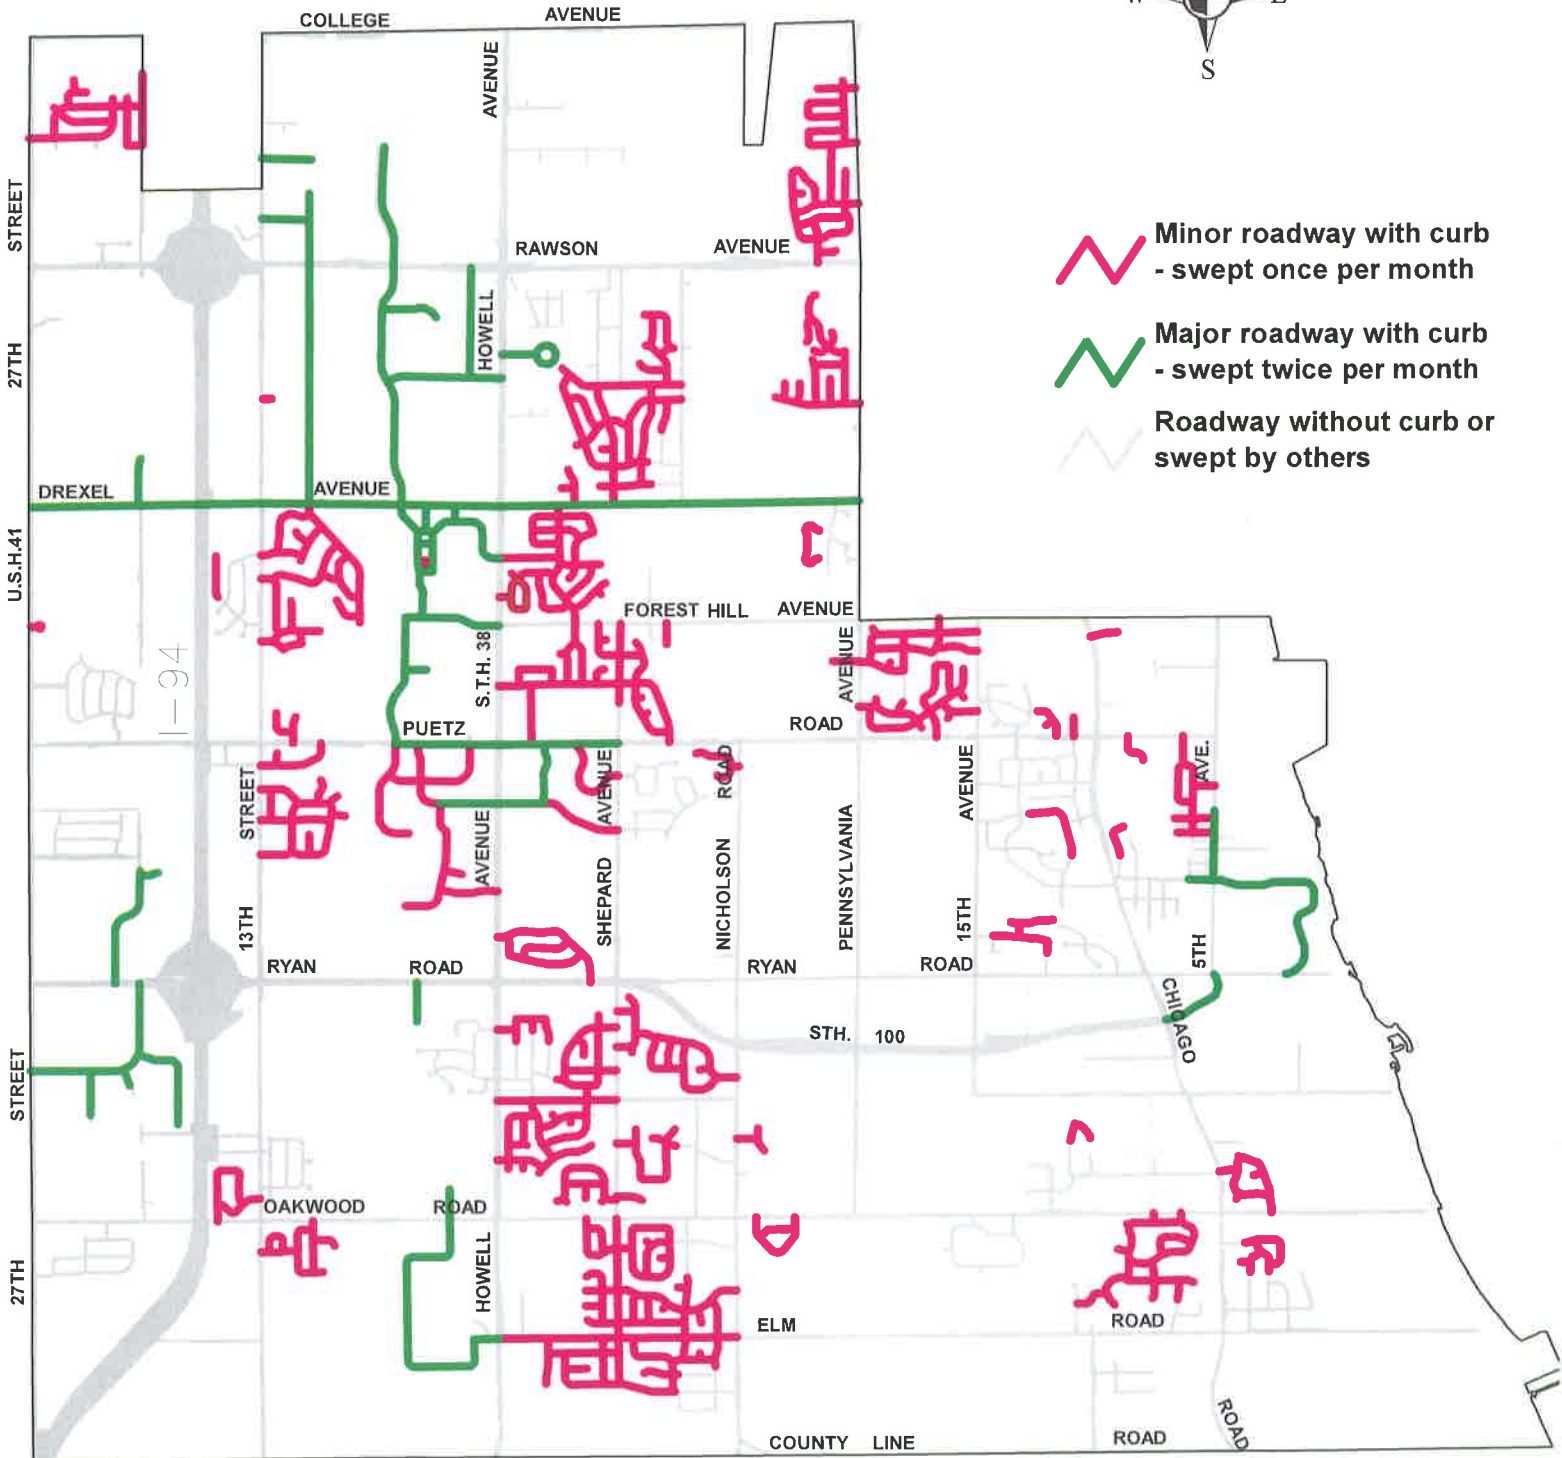 COLLEGE AVENUE
S
AVENUE
STREET
RAWSON AVENUE
Minor roadway with curb
- swept once per month
Major roadway with curb
- swept twice per month
Roadway without curb or
swept by others
27TH
HOWELL
DREXEL AVENUE
U.S.H.41
FOREST HILL AVENUE
I-94
S.T.H. 38
AVENUE
PUETZ ROAD
STREET
AVENUE
ROAD
AVENUE
AVE.
AVENUE
13TH
SHEPARD
NICHOLSON
PENNSYLVANIA
15TH
5TH
RYAN ROAD RYAN ROAD
CHICAGO
STH. 100
STREET
OAKWOOD ROAD
27TH
HOWELL
ELM ROAD
COUNTY LINE ROAD
ROAD